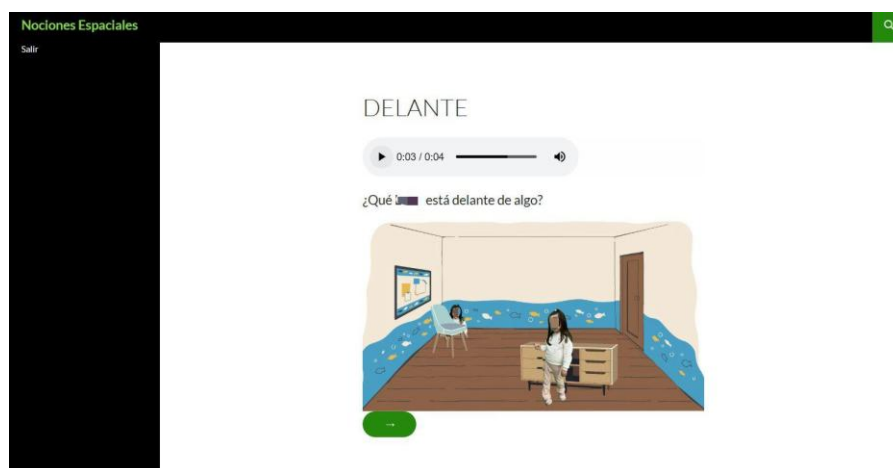 Nociones Espaciales
Salir
DELANTE
0:03 / 0:04
¿Qué está delante de algo?
→